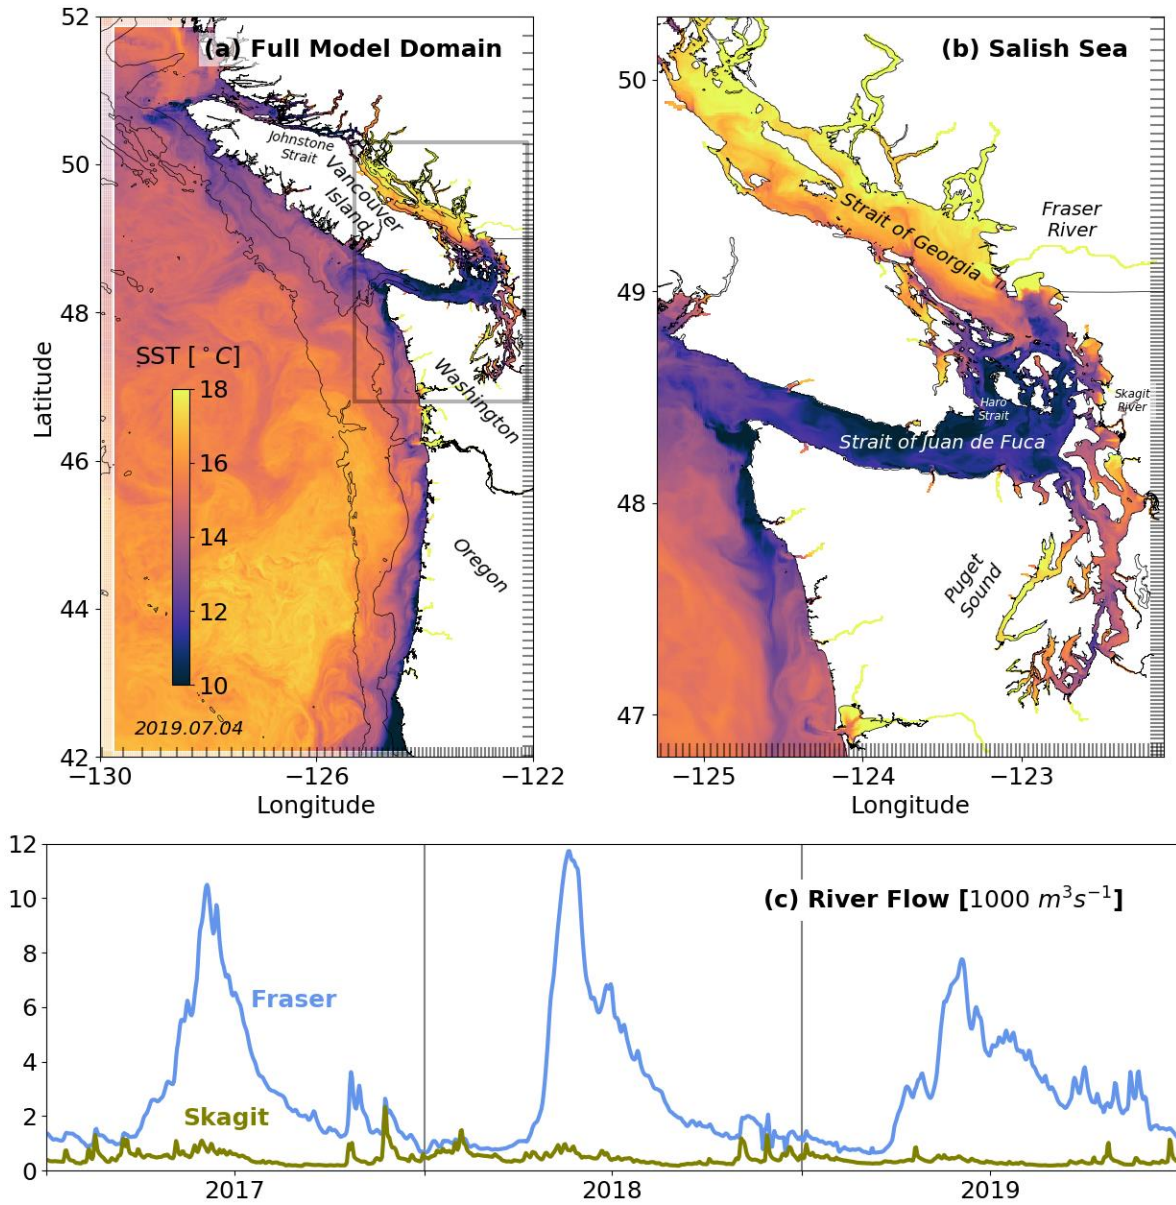 52
50
48
46
44
42
Latitude
(a) Full Model Domain
Johnstone
Strait
Vancouver
Island
Washington
Oregon
SST [°C]
18
16
14
12
10
2019.07.04
−130
−126
−122
Longitude
50
49
48
47
(b) Salish Sea
Strait of Georgia
Fraser
River
Haro
Strait
Skagit
River
Strait of Juan de Fuca
Puget
Sound
−125
−124
−123
Longitude
12
10
8
6
4
2
0
(c) River Flow [1000 m³s⁻¹]
Fraser
Skagit
2017
2018
2019